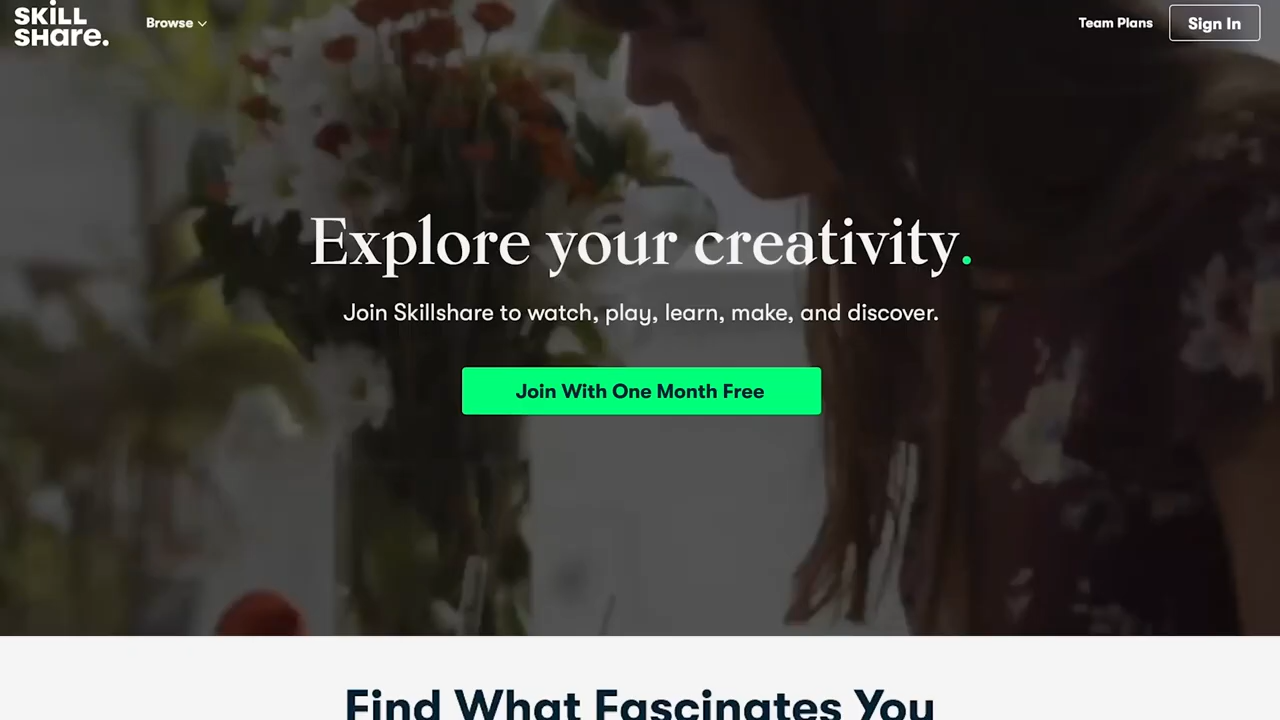 SKiLL
SHare.
Browse
Team Plans
Sign In
Explore your creativity.
Join Skillshare to watch, play, learn, make, and discover.
Join With One Month Free
Find What Fascinates You